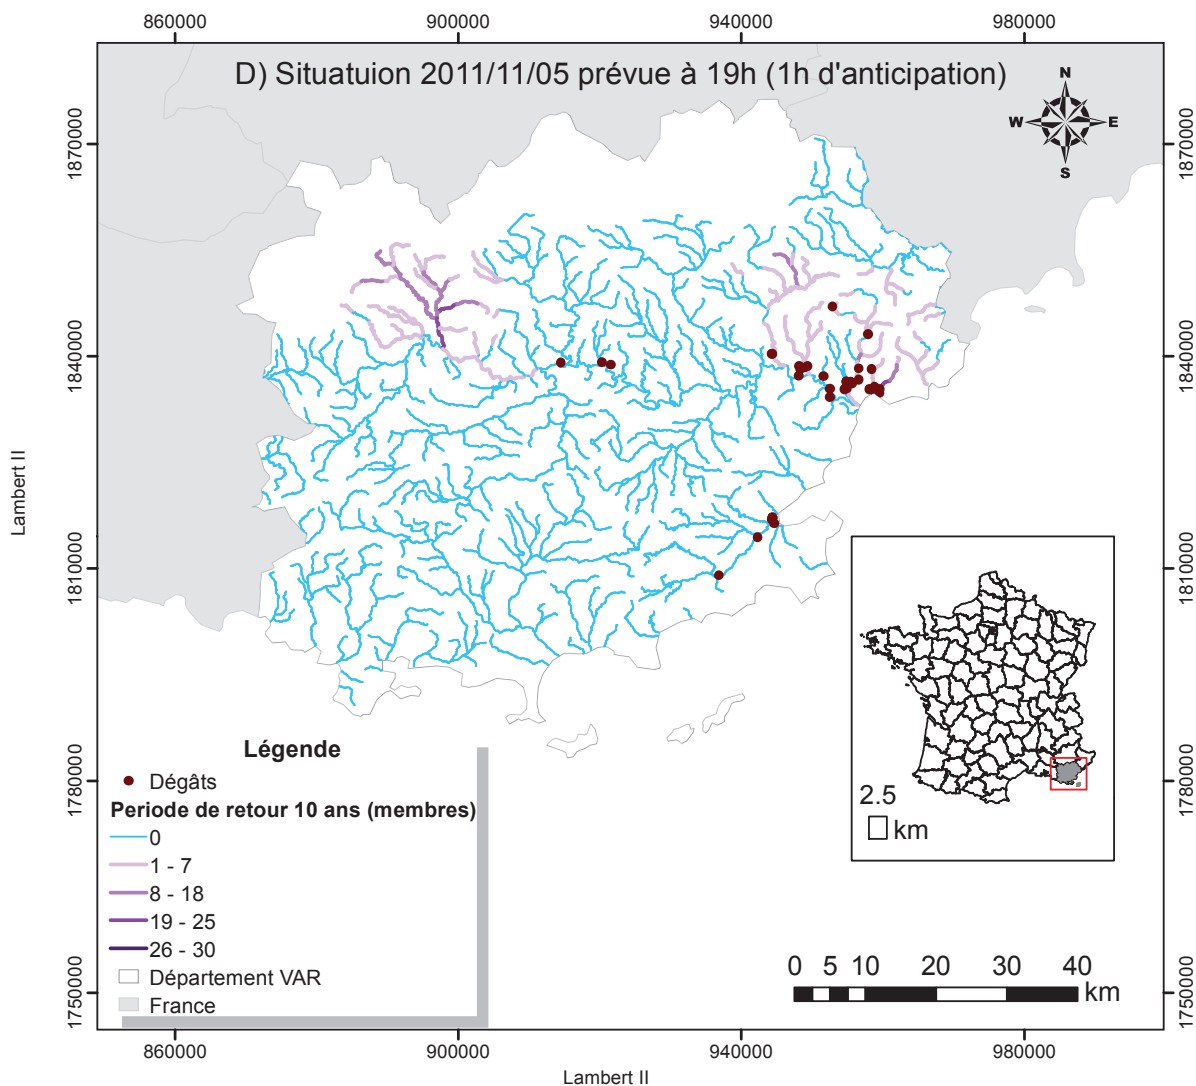 860000 900000 940000 980000
D) Situatuion 2011/11/05 prévue à 19h (1h d'anticipation)
N
W E
S
1870000 1870000
1840000 1840000
1810000 1810000
1780000 1780000
1750000 1750000
Lambert II
Légende
Dégâts
Periode de retour 10 ans (membres)
0
1 - 7
8 - 18
19 - 25
26 - 30
Département VAR
France
2.5
km
0 5 10 20 30 40
km
860000 900000 940000 980000
Lambert II